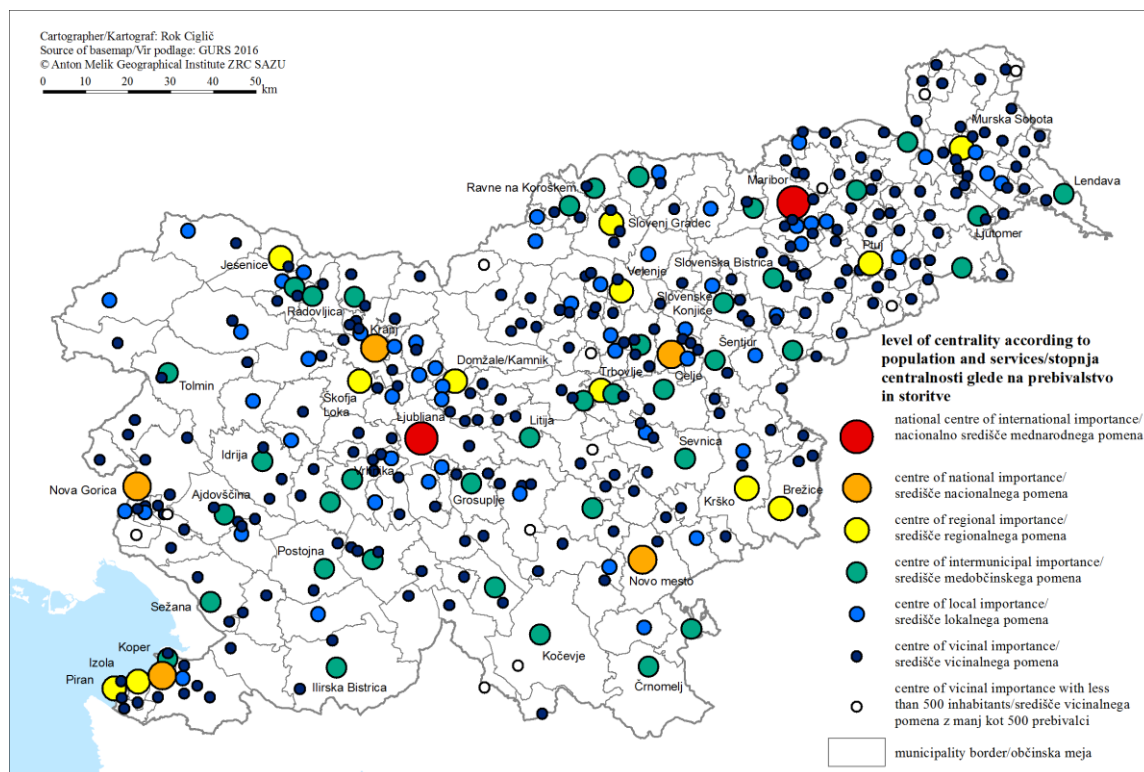 Cartographer/Kartograf: Rok Ciglič
Source of basemap/Vir podlage: GURS 2016
© Anton Melik Geographical Institute ZRC SAZU
0 10 20 30 40 50
km
Murska Sobota
Lendava
Ljutomer
Maribor
Ptuj
Ravne na Koroškem
Slovenj Gradec
Slovenska Bistrica
Velenje
Slovenske
Konjice
Jesenice
Radovljica
Kranj
Šentjur
Celje
Domžale/Kamnik
Trbovlje
Tolmin
Škofja
Loka
Ljubljana
Litija
Sevnica
Idrija
Vrhnika
Grosuplje
Krško
Brežice
Nova Gorica
Ajdovščina
Postojna
Novo mesto
Sežana
Koper
Izola
Piran
Ilirska Bistrica
Kočevje
Črnomelj
level of centrality according to
population and services/stopnja
centralnosti glede na prebivalstvo
in storitve
national centre of international importance/
nacionalno središče mednarodnega pomena
centre of national importance/
središče nacionalnega pomena
centre of regional importance/
središče regionalnega pomena
centre of intermunicipal importance/
središče medobčinskega pomena
centre of local importance/
središče lokalnega pomena
centre of vicinal importance/
središče vicinalnega pomena
centre of vicinal importance with less
than 500 inhabitants/središče vicinalnega
pomena z manj kot 500 prebivalci
municipality border/občinska meja